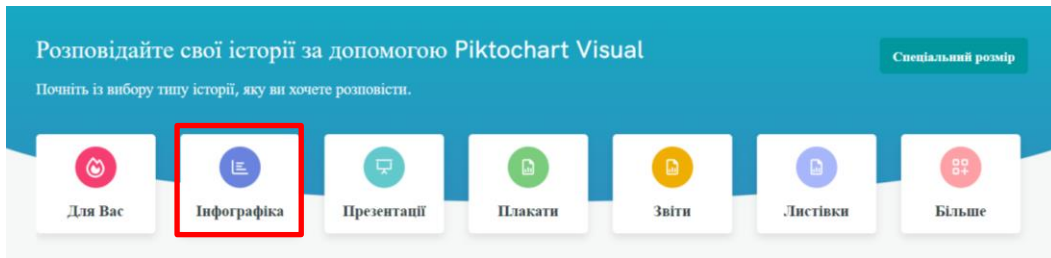 Розповідайте свої історії за допомогою Piktochart Visual
Спеціальний розмір
Почніть із вибору типу історії, яку ви хочете розповісти.
Для Вас
Інфографіка
Презентації
Плакати
Звіти
Листівки
Більше